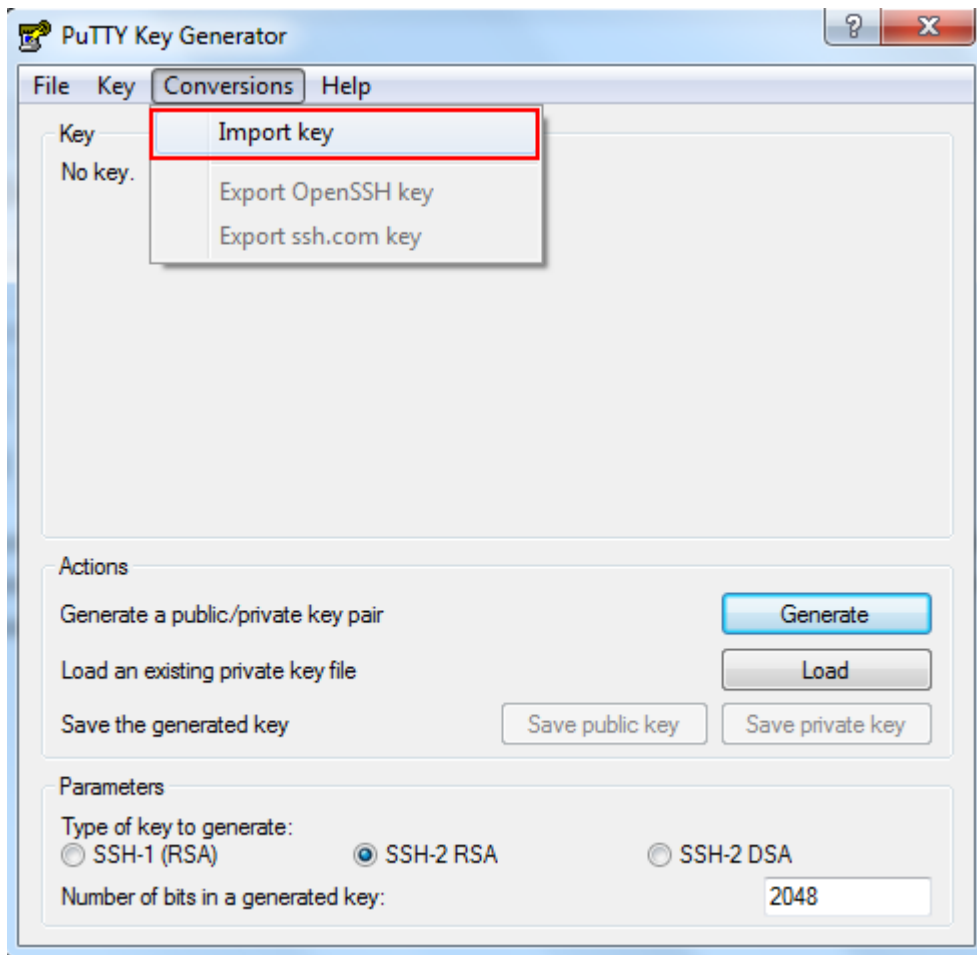 PuTTY Key Generator
File Key Conversions Help
Import key
Export OpenSSH key
Export ssh.com key
Key
No key.
Actions
Generate a public/private key pair Generate
Load an existing private key file Load
Save the generated key Save public key Save private key
Parameters
Type of key to generate:
SSH-1 (RSA) SSH-2 RSA SSH-2 DSA
Number of bits in a generated key: 2048